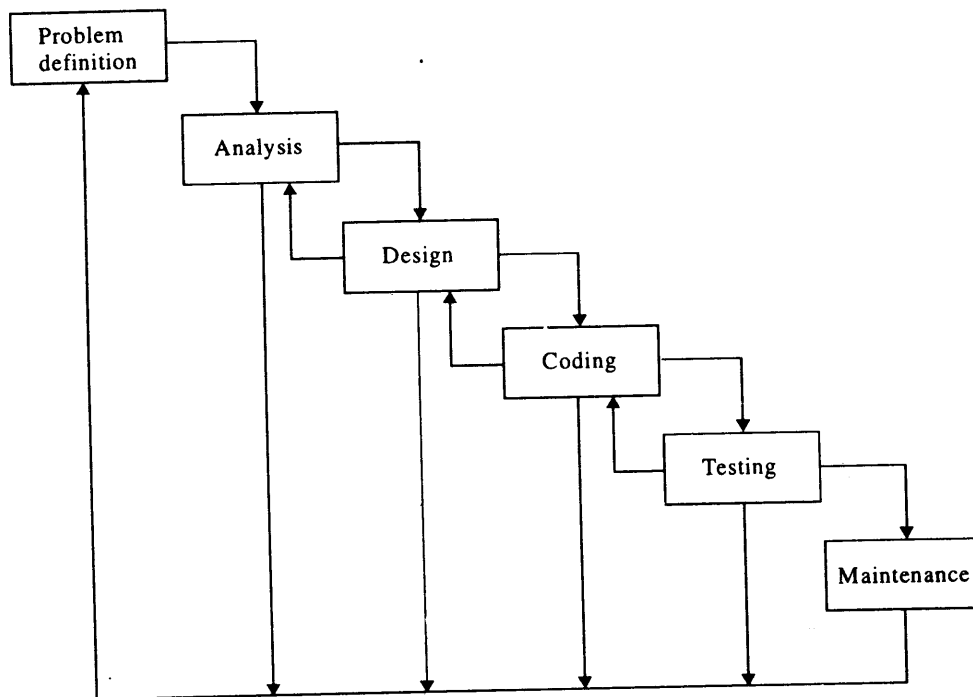 Problem
definition
Analysis
Design
Coding
Testing
Maintenance